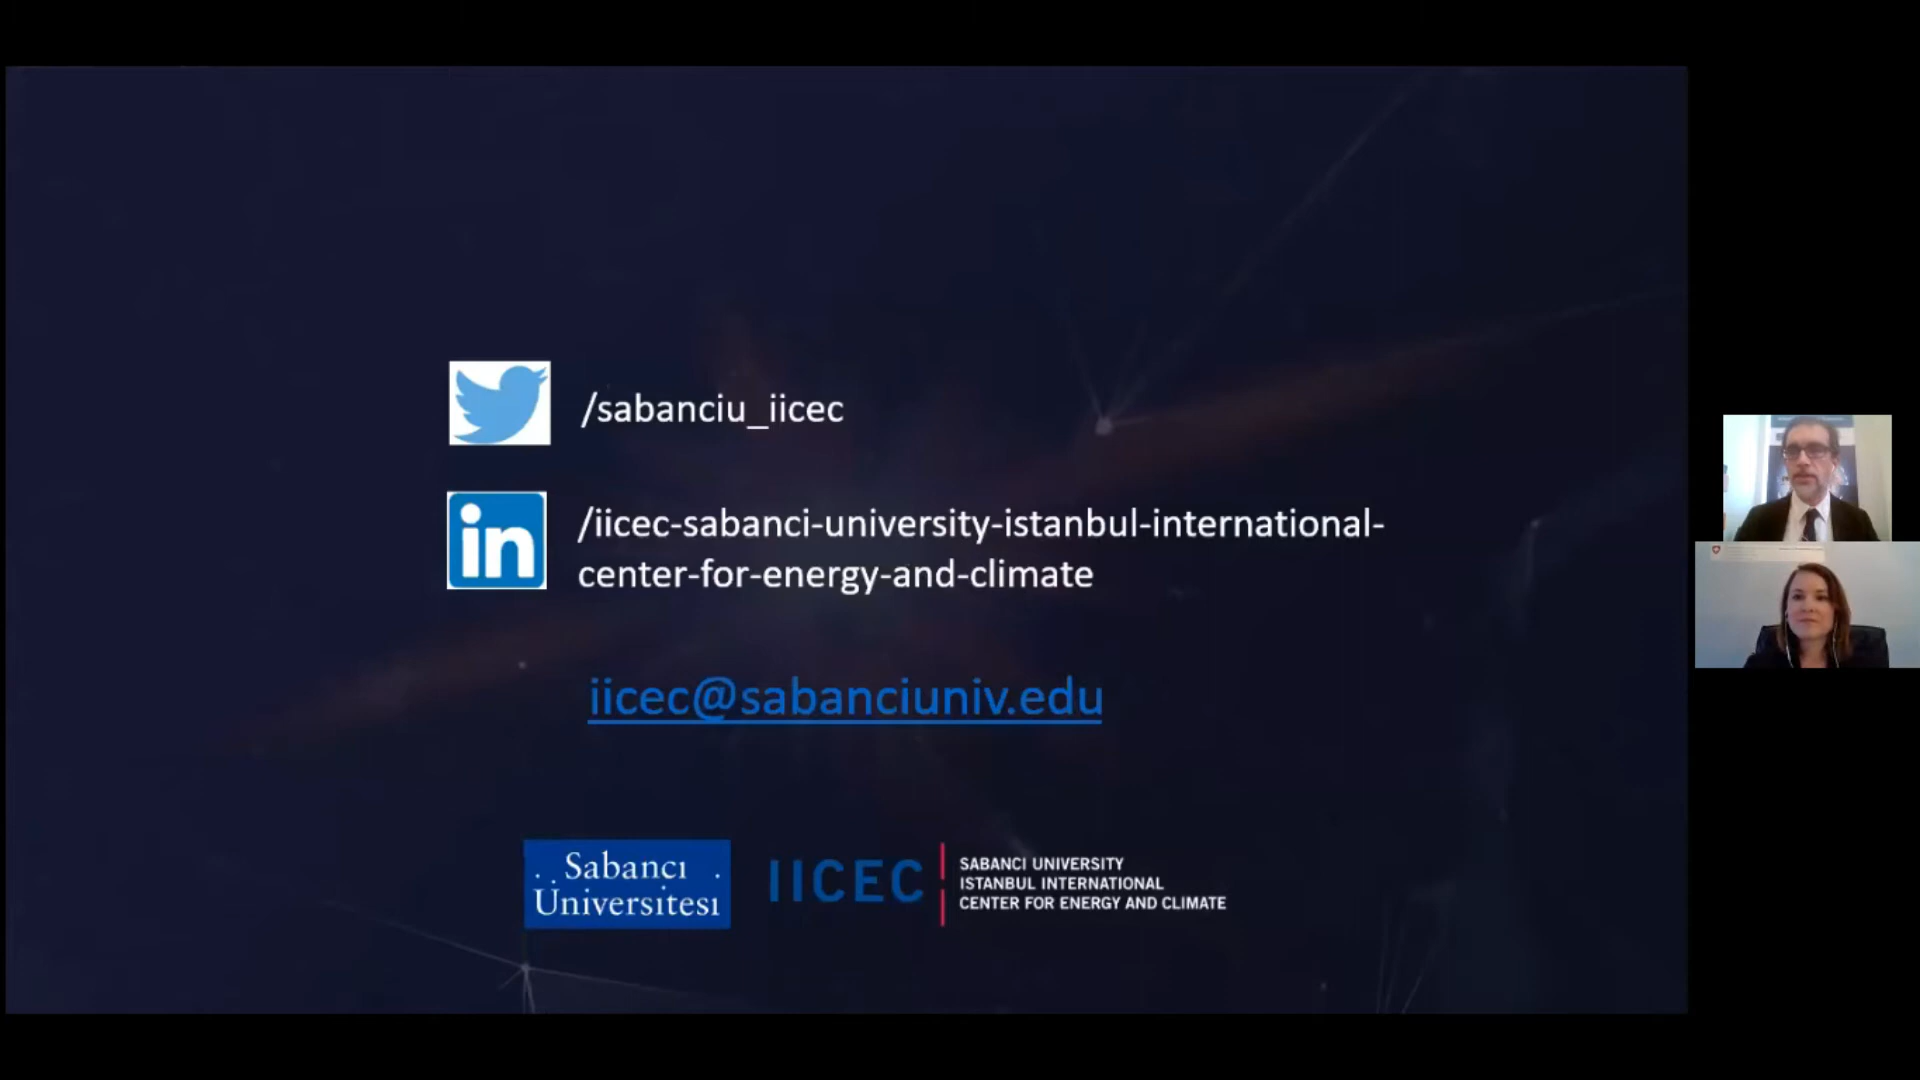 /sabanciu_iicec
in
/iicec-sabanci-university-istanbul-international-
center-for-energy-and-climate
iicec@sabanciuniv.edu
Sabancı
Üniversitesi
IICEC
SABANCI UNIVERSITY
ISTANBUL INTERNATIONAL
CENTER FOR ENERGY AND CLIMATE